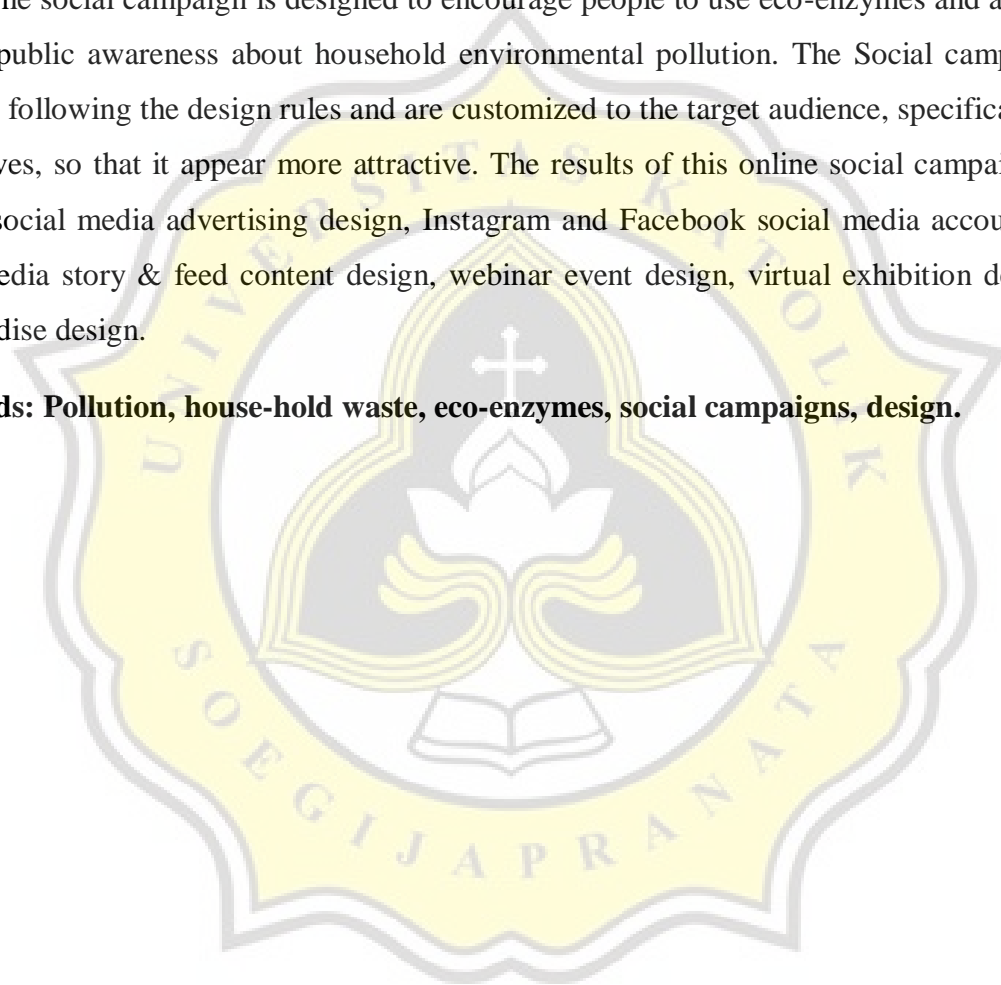 ne social campaign is designed to encourage people to use eco-enzymes and a
public awareness about household environmental pollution. The Social camp
following the design rules and are customized to the target audience, specifica
ves, so that it appear more attractive. The results of this online social campai
social media advertising design, Instagram and Facebook social media accou
edia story & feed content design, webinar event design, virtual exhibition de
dise design.
ds: Pollution, house-hold waste, eco-enzymes, social campaigns, design.
UNIVERSITAS KATOLIK
SOEGIJAPRANATA